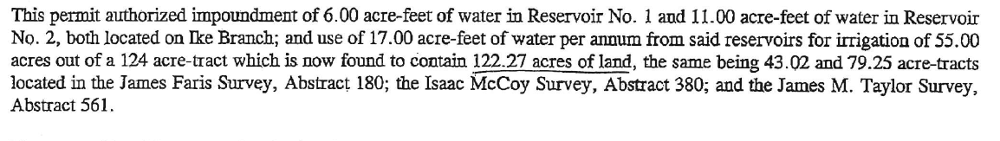 This permit authorized impoundment of 6.00 acre-feet of water in Reservoir No. 1 and 11.00 acre-feet of water in Reservoir
No. 2, both located on Ike Branch; and use of 17.00 acre-feet of water per annum from said reservoirs for irrigation of 55.00
acres out of a 124 acre-tract which is now found to contain 122.27 acres of land, the same being 43.02 and 79.25 acre-tracts
located in the James Faris Survey, Abstract 180; the Isaac McCoy Survey, Abstract 380; and the James M. Taylor Survey,
Abstract 561.